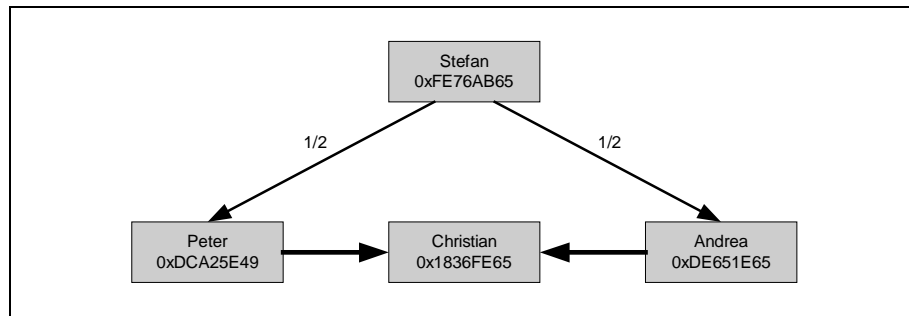 Stefan
0xFE76AB65
1/2
1/2
Peter
0xDCA25E49
Christian
0x1836FE65
Andrea
0xDE651E65